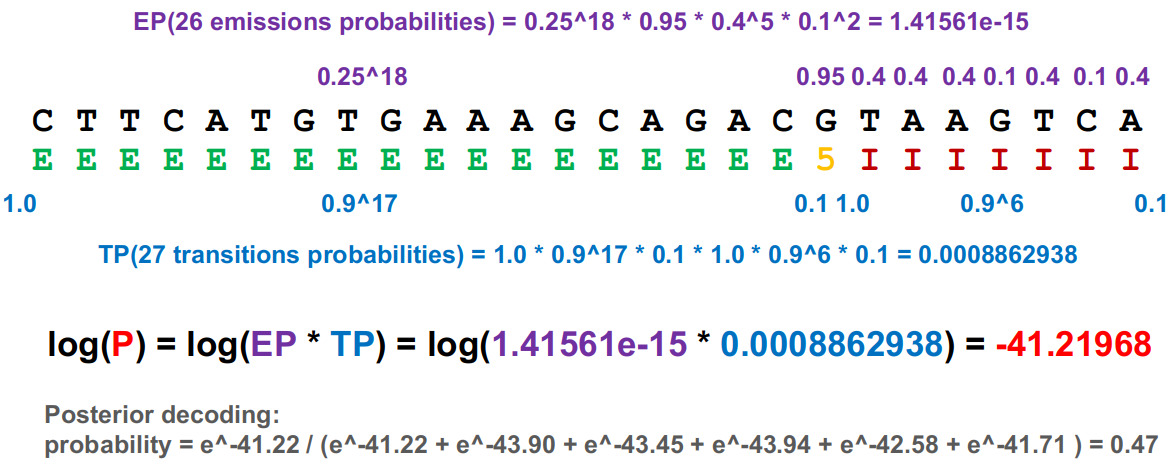 EP(26 emissions probabilities) = 0.25^18 * 0.95 * 0.4^5 * 0.1^2 = 1.41561e-15
0.25^18 0.95 0.4 0.4 0.4 0.1 0.4 0.1 0.4
C T T C A T G T G A A A G C A G A C G T A A G T C A
E E E E E E E E E E E E E E E E E E 5 I I I I I I I
1.0 0.9^17 0.1 1.0 0.9^6 0.1
TP(27 transitions probabilities) = 1.0 * 0.9^17 * 0.1 * 1.0 * 0.9^6 * 0.1 = 0.0008862938
log(P) = log(EP * TP) = log(1.41561e-15 * 0.0008862938) = -41.21968
Posterior decoding:
probability = e^-41.22 / (e^-41.22 + e^-43.90 + e^-43.45 + e^-43.94 + e^-42.58 + e^-41.71 ) = 0.47